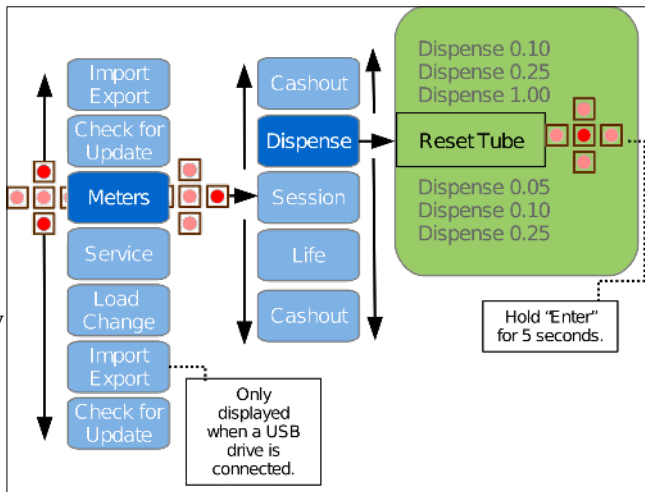 Import
Export
Check for
Update
Meters
Service
Load
Change
Import
Export
Check for
Update
Only
displayed
when a USB
drive is
connected.
Cashout
Dispense
Session
Life
Cashout
Dispense 0.10
Dispense 0.25
Dispense 1.00
Reset Tube
Dispense 0.05
Dispense 0.10
Dispense 0.25
Hold “Enter”
for 5 seconds.